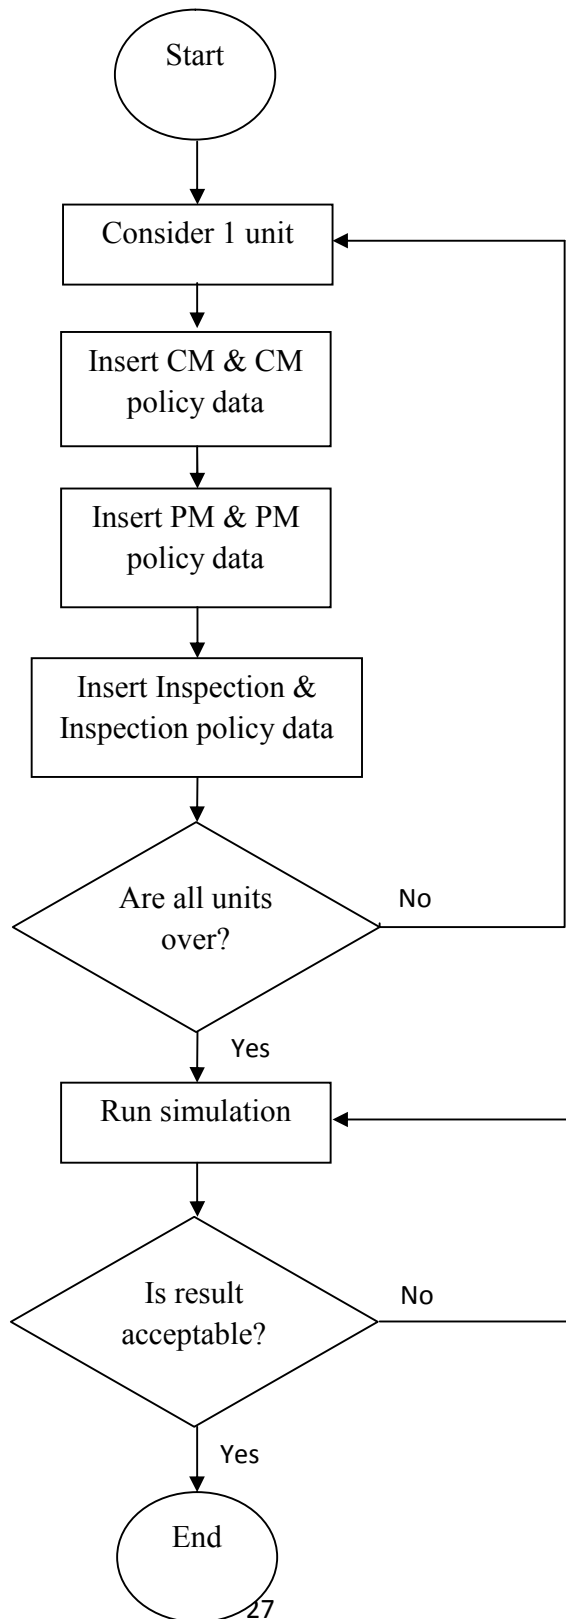 Start
Consider 1 unit
Insert CM & CM
policy data
Insert PM & PM
policy data
Insert Inspection &
Inspection policy data
Are all units
over?
No
Yes
Run simulation
Is result
acceptable?
No
Yes
End
27